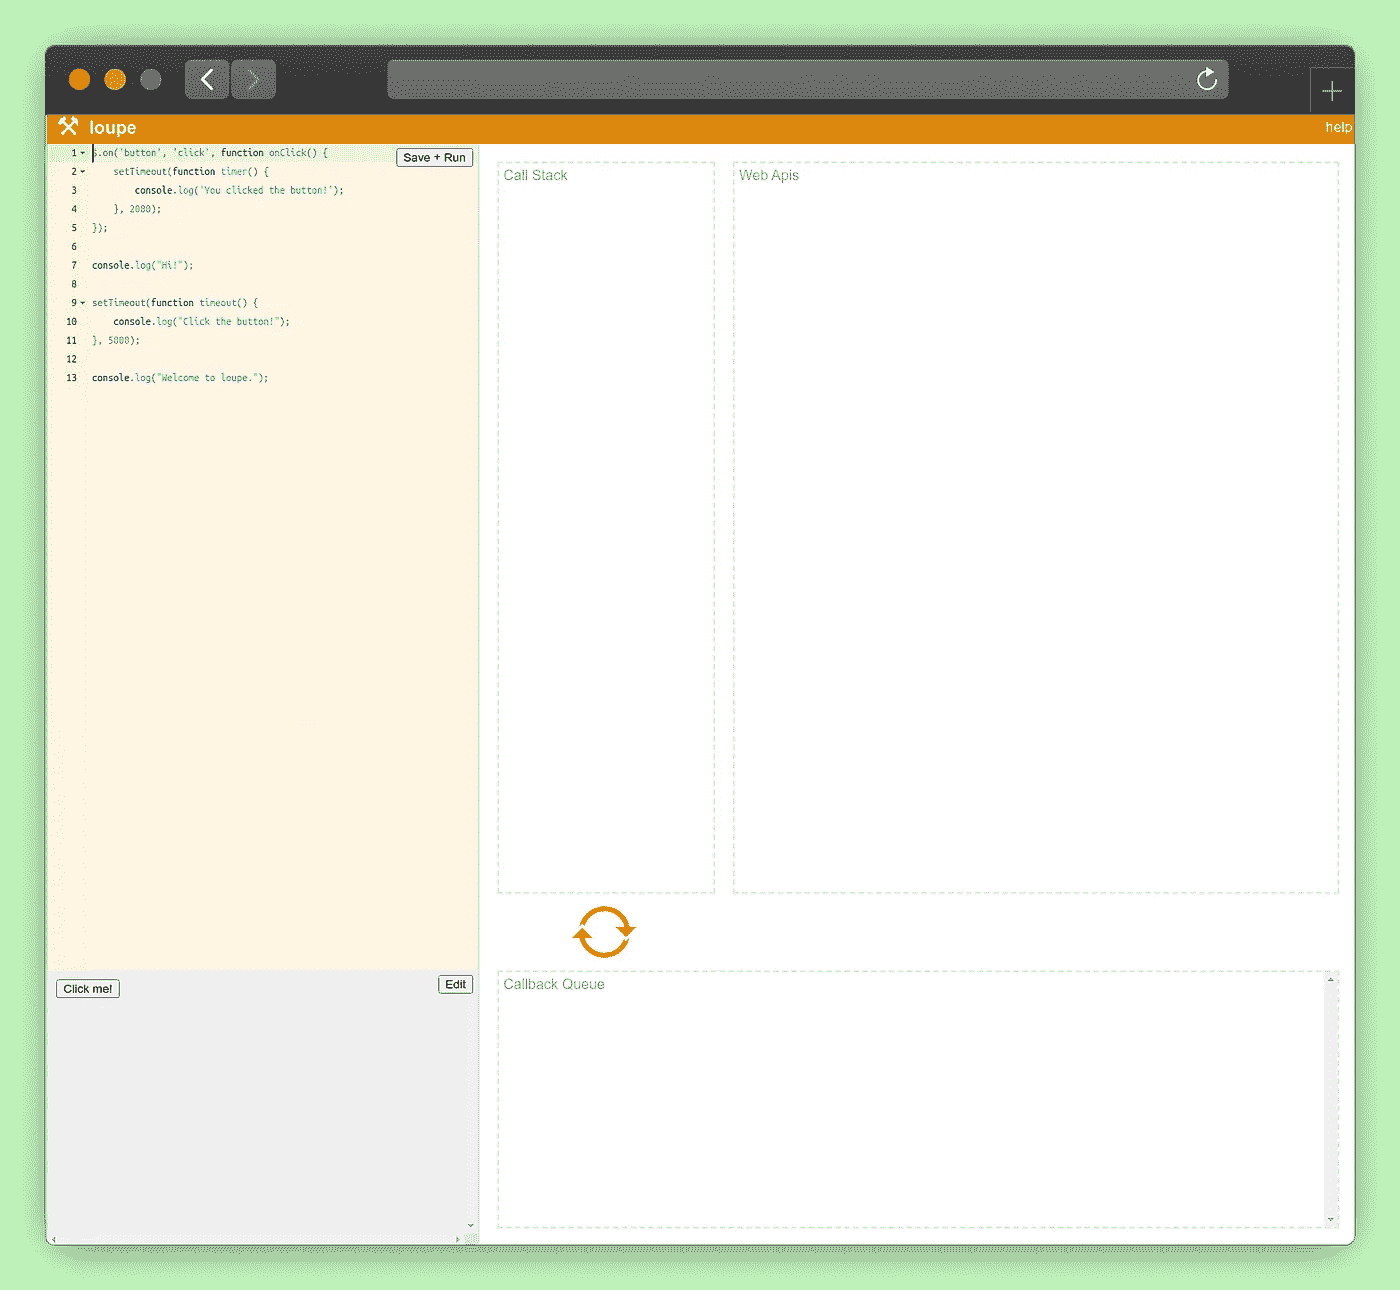 loupe
help
1 $.on('button', 'click', function onClick() {
2     setTimeout(function timer() {
3         console.log('You clicked the button!');
4     }, 2000);
5 });
6
7 console.log("Hi!");
8
9 setTimeout(function timeout() {
10     console.log("Click the button!");
11 }, 5000);
12
13 console.log("Welcome to loupe.");
Save + Run
Call Stack
Web Apis
Click me!
Edit
Callback Queue